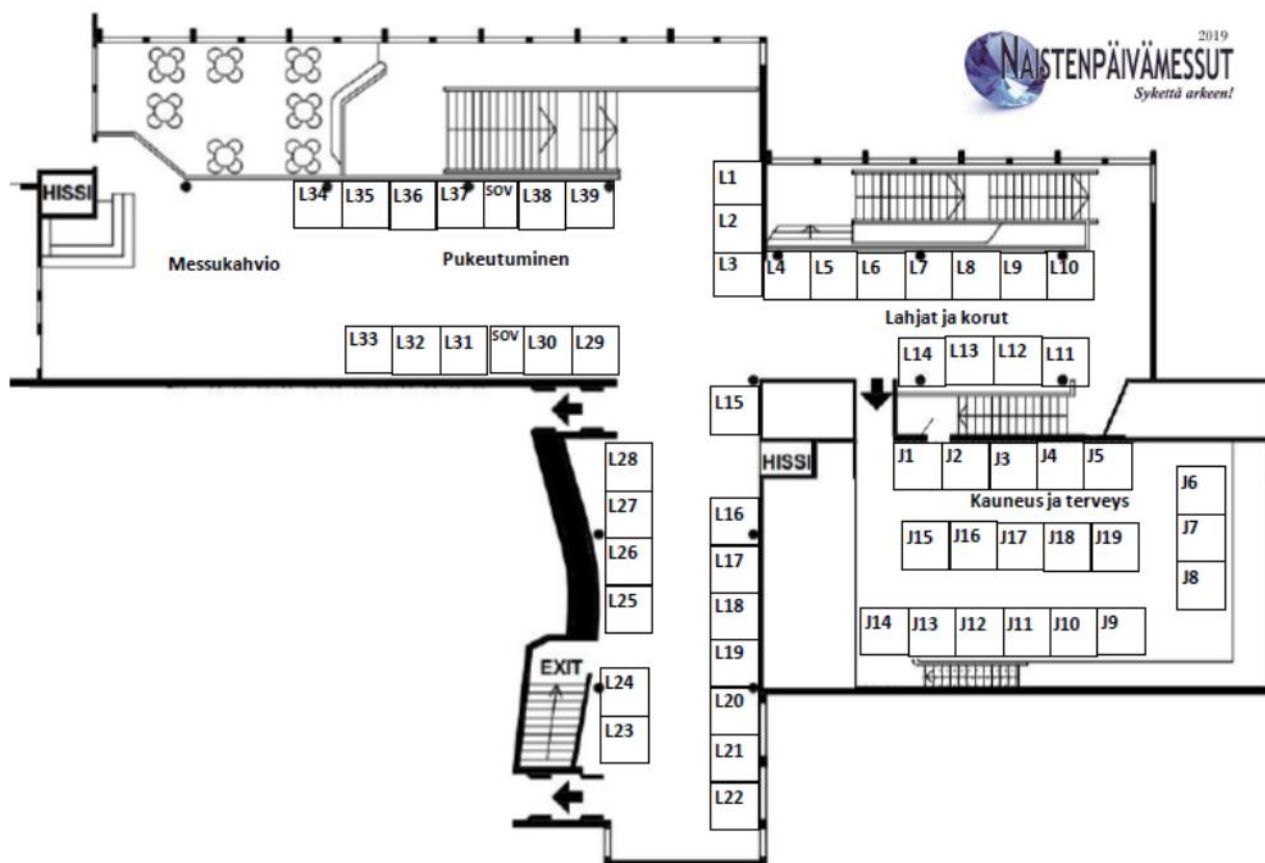 2019
NAISTENPÄIVÄMESSUT
Sykettä arkeen!
HISSI
L34 L35 L36 L37 SOV L38 L39
L1
L2
L3 L4 L5 L6 L7 L8 L9 L10
Messukahvio
Pukeutuminen
Lahjat ja korut
L33 L32 L31 SOV L30 L29
L14 L13 L12 L11
L15
HISSI
L28
L27
L26
L25
L16
L17
L18
L19
L20
L21
L22
EXIT
L24
L23
J1 J2 J3 J4 J5
Kauneus ja terveys
J6
J7
J8
J15 J16 J17 J18 J19
J14 J13 J12 J11 J10 J9